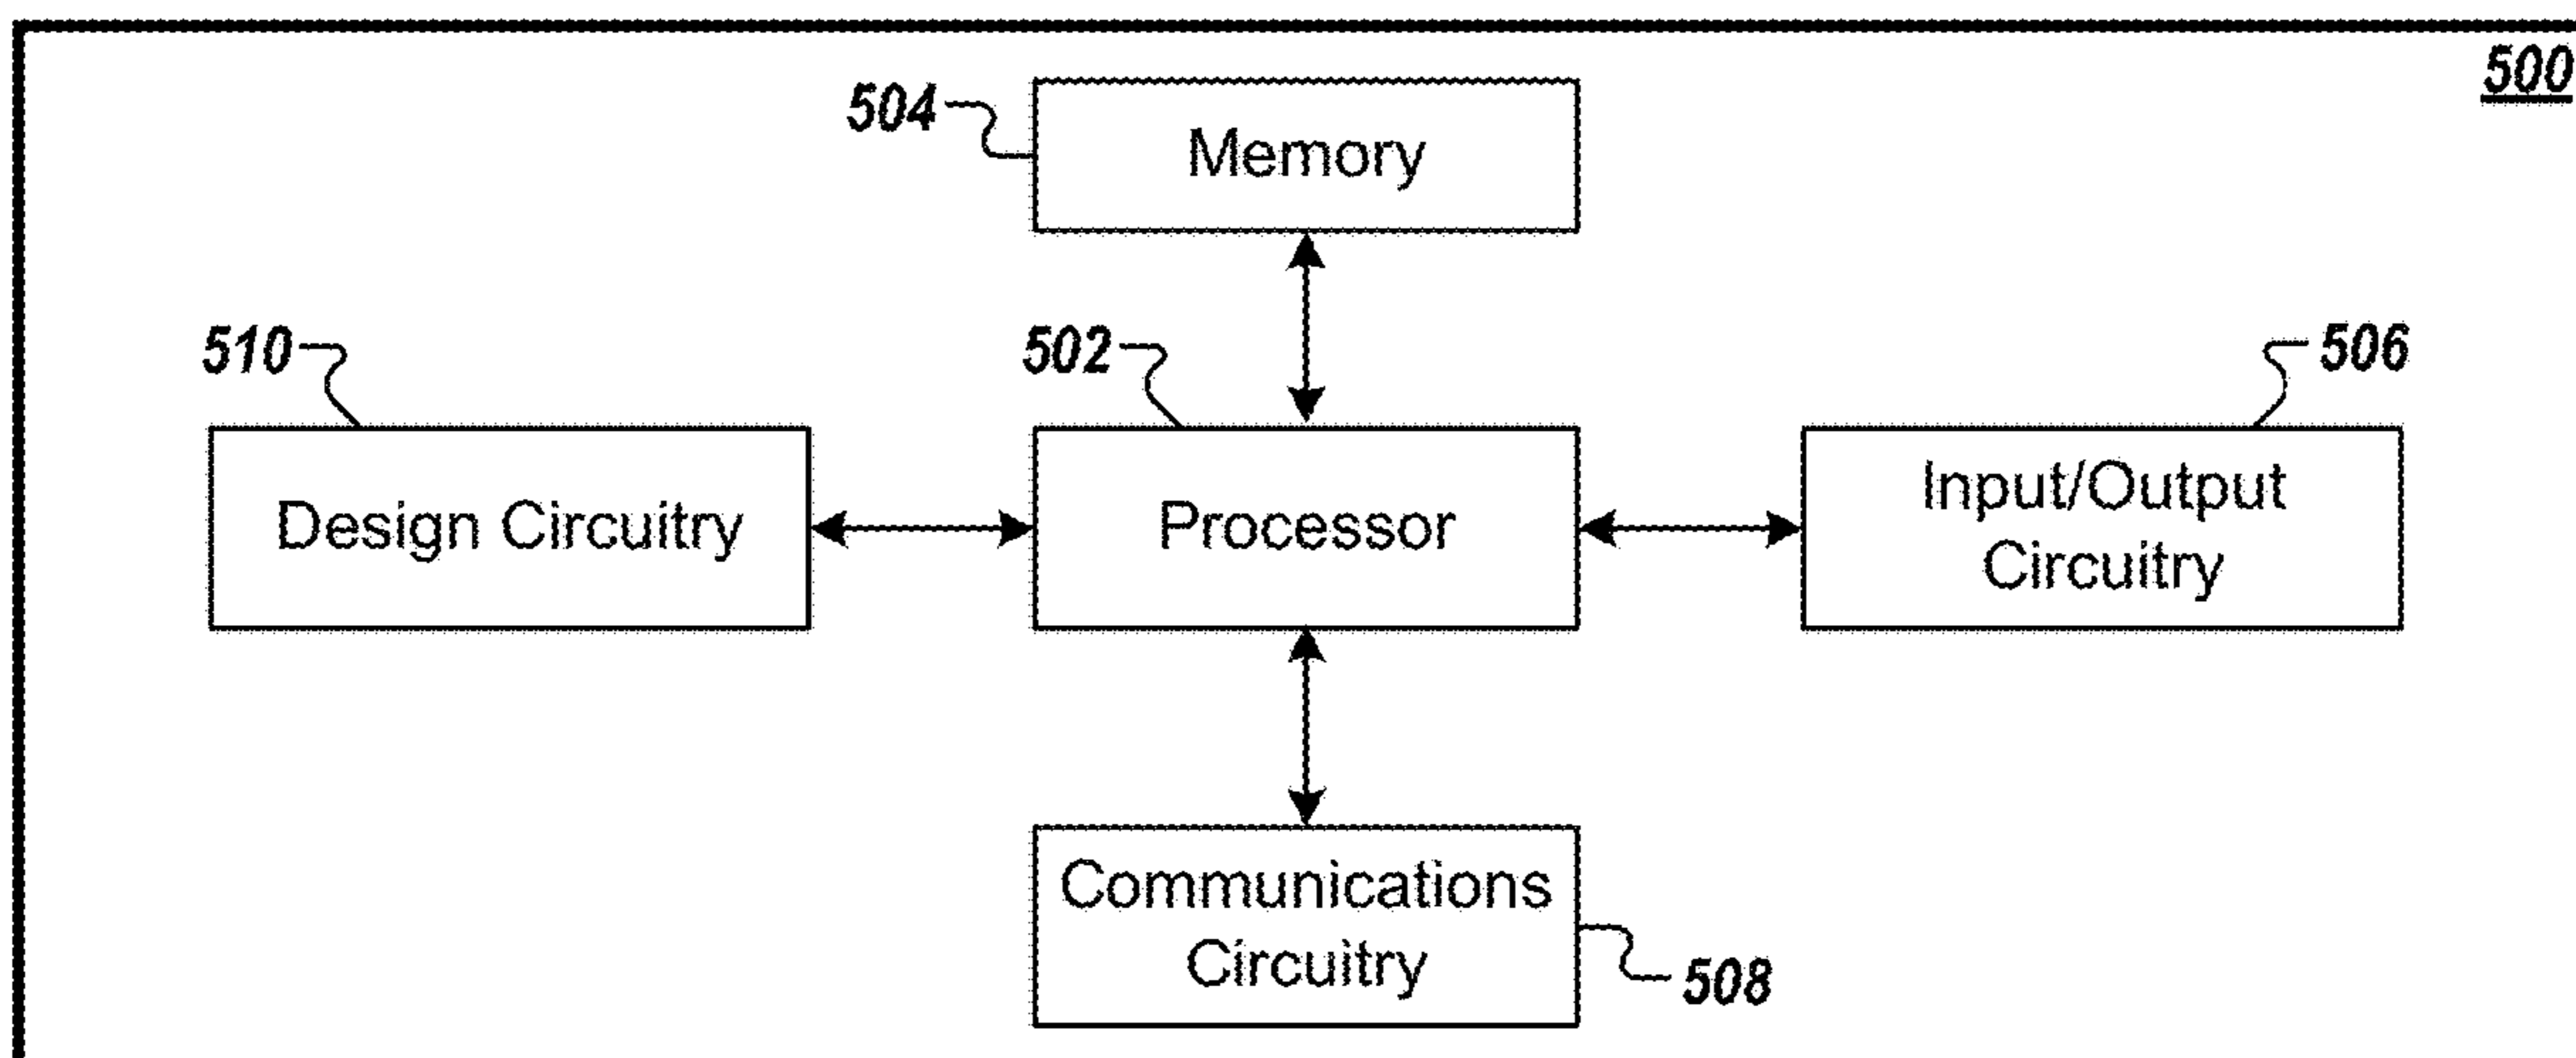 500
504
Memory
510
502
506
Design Circuitry
Processor
Input/Output
Circuitry
Communications
Circuitry
508